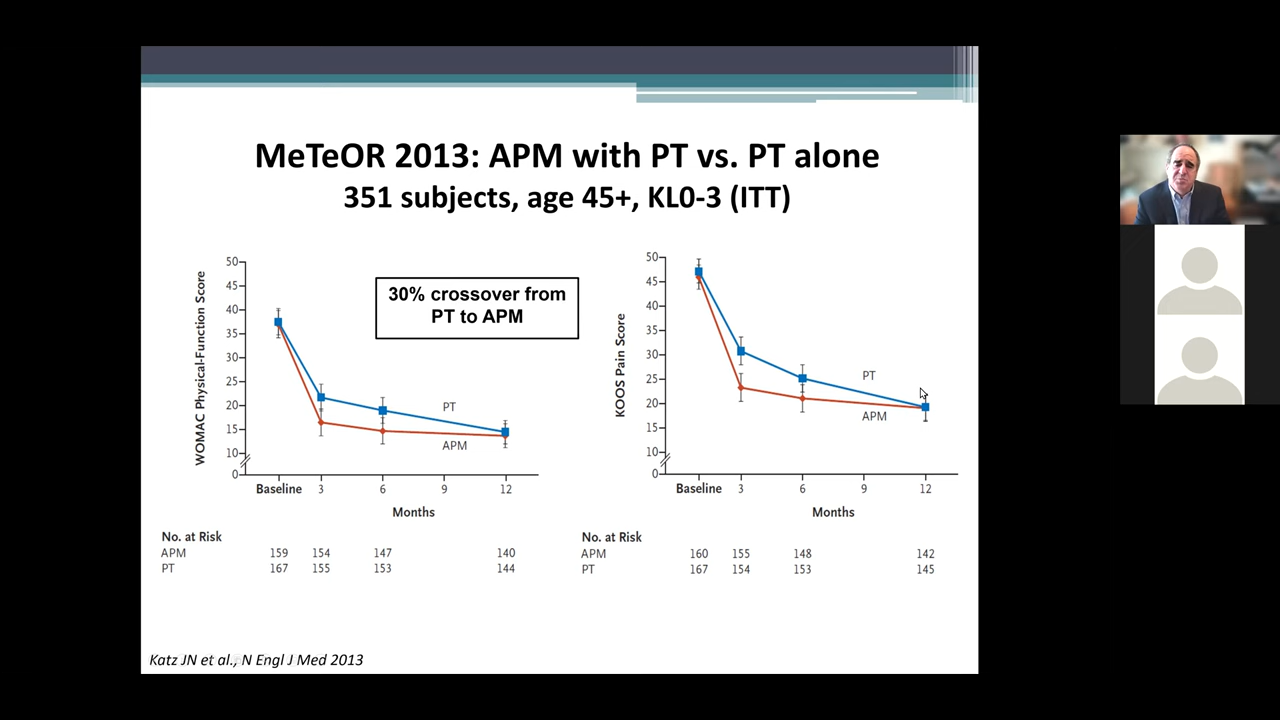 MeTeOR 2013: APM with PT vs. PT alone
351 subjects, age 45+, KL0-3 (ITT)
30% crossover from
PT to APM
WOMAC Physical-Function Score
50
45
40
35
30
25
20
15
10
0
PT
APM
Baseline 3 6 9 12
Months
No. at Risk
APM 159 154 147 140
PT 167 155 153 144
KOOS Pain Score
50
45
40
35
30
25
20
15
10
0
PT
APM
Baseline 3 6 9 12
Months
No. at Risk
APM 160 155 148 142
PT 167 154 153 145
Katz JN et al., N Engl J Med 2013